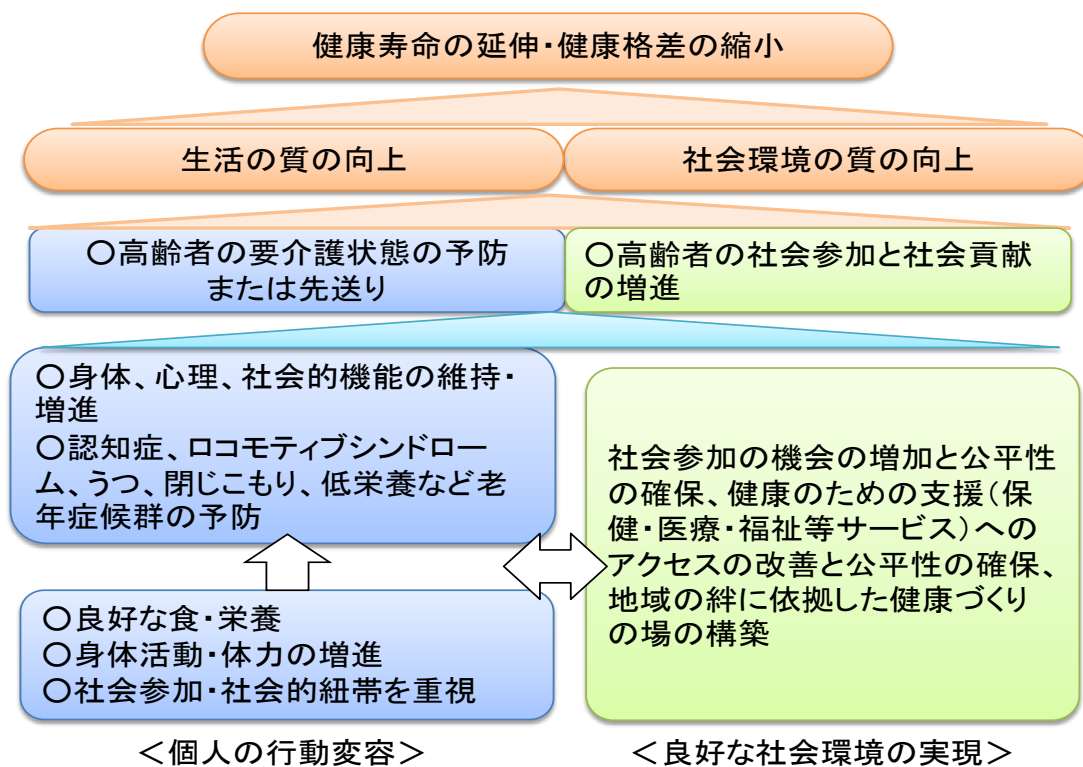 健康寿命の延伸・健康格差の縮小
生活の質の向上
社会環境の質の向上
○高齢者の要介護状態の予防
または先送り
○高齢者の社会参加と社会貢献
の増進
○身体、心理、社会的機能の維持・
増進
○認知症、ロコモティブシンドロー
ム、うつ、閉じこもり、低栄養など老
年症候群の予防
○良好な食・栄養
○身体活動・体力の増進
○社会参加・社会的紐帯を重視
社会参加の機会の増加と公平性
の確保、健康のための支援（保
健・医療・福祉等サービス）への
アクセスの改善と公平性の確保、
地域の絆に依拠した健康づくり
の場の構築
＜個人の行動変容＞
＜良好な社会環境の実現＞